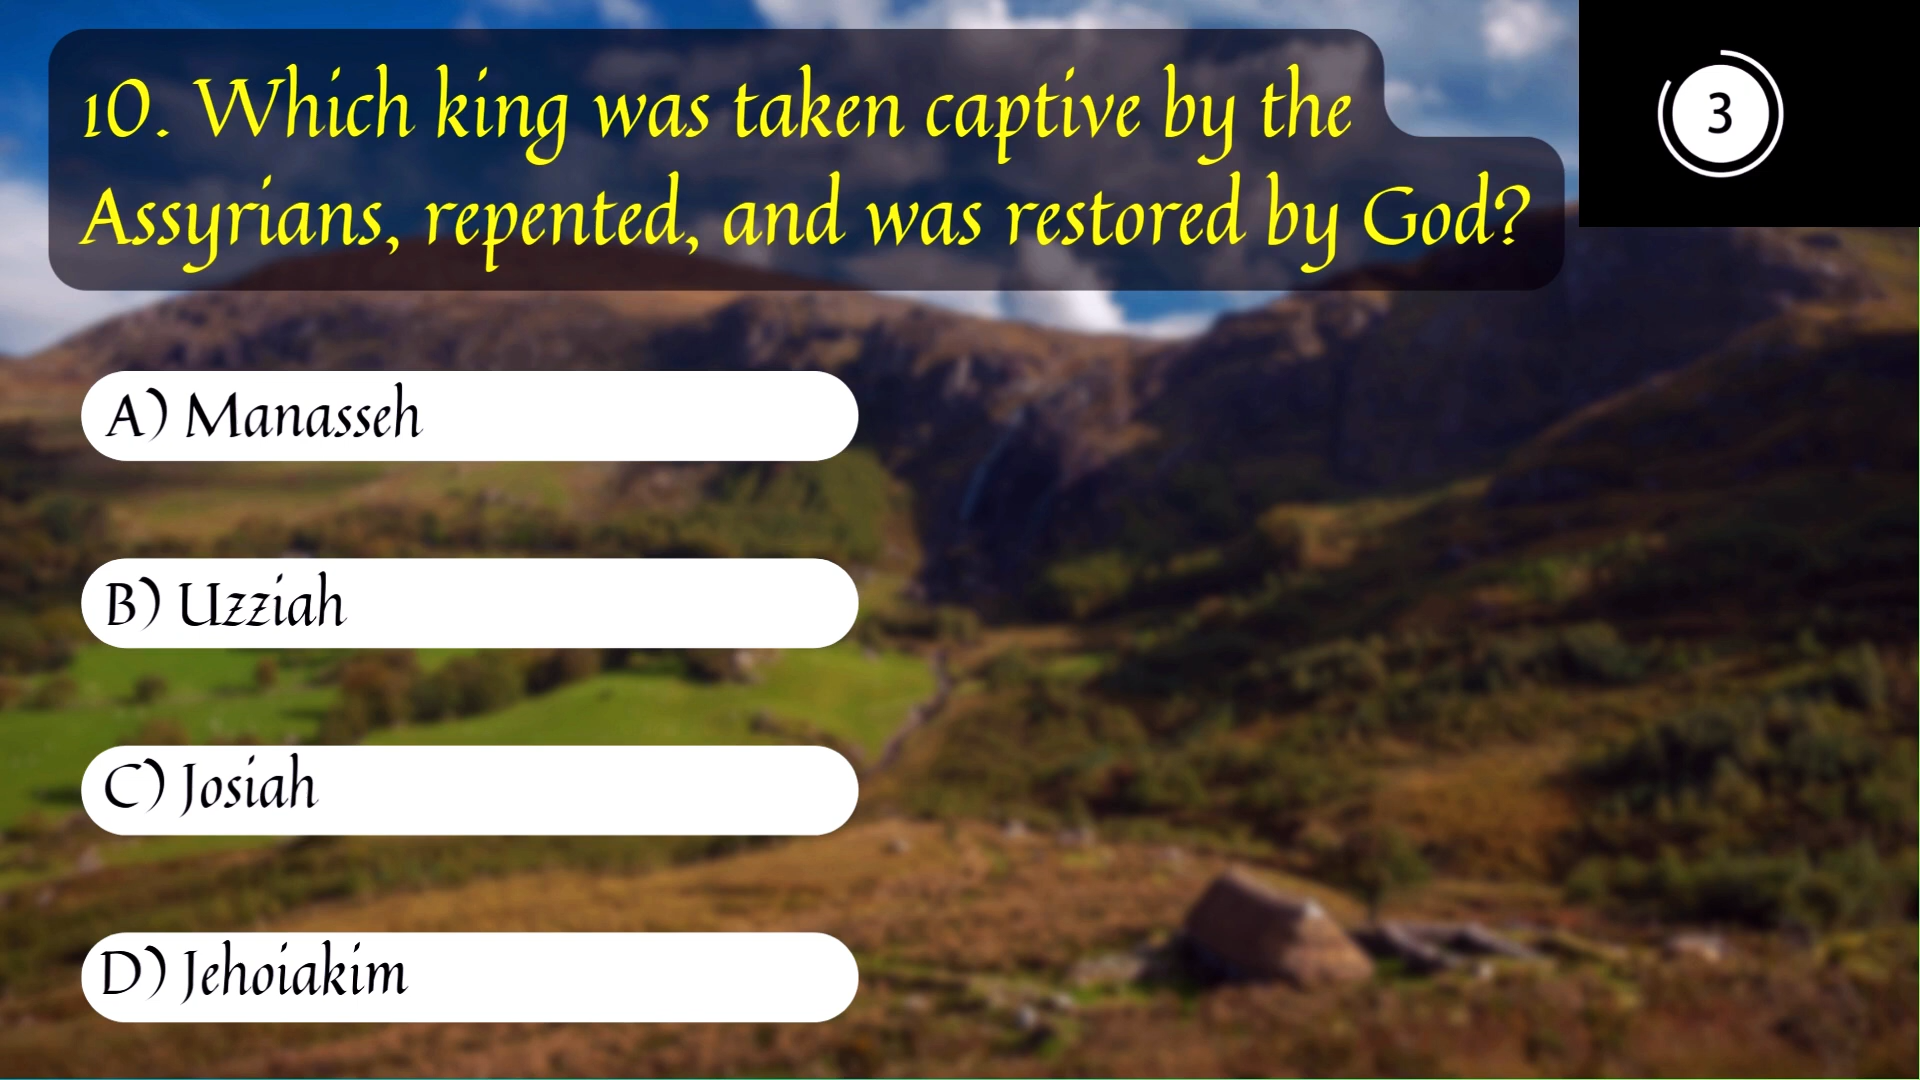 10. Which king was taken captive by the
Assyrians, repented, and was restored by God?
3
A) Manasseh
B) Uzziah
C) Josiah
D) Jehoiakim